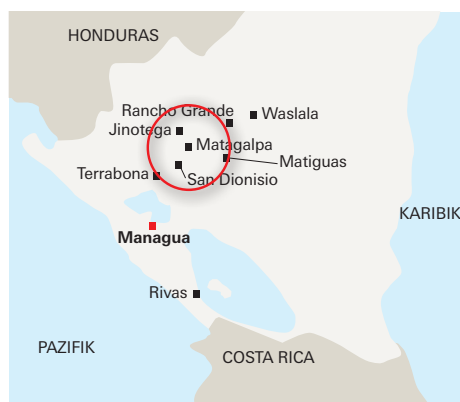 HONDURAS
Rancho Grande
Waslala
Jinotega
Matagalpa
Matiguas
Terrabona
San Dionisio
KARIBIK
Managua
Rivas
PAZIFIK
COSTA RICA